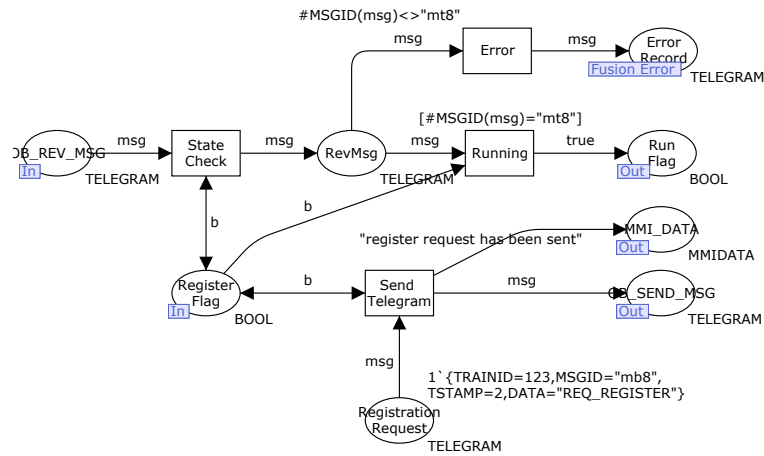 #MSGID(msg)<>"mt8"
msg
Error
msg
Error
Record
Fusion Error
TELEGRAM
[#MSGID(msg)="mt8"]
OB_REV_MSG
In
TELEGRAM
msg
State
Check
msg
RevMsg
TELEGRAM
msg
Running
true
Run
Flag
Out
BOOL
b
b
"register request has been sent"
MMI_DATA
Out
MMIDATA
Register
Flag
In
BOOL
b
Send
Telegram
msg
OB_SEND_MSG
Out
TELEGRAM
msg
1`{TRAINID=123,MSGID="mb8",
TSTAMP=2,DATA="REQ_REGISTER"}
Registration
Request
TELEGRAM